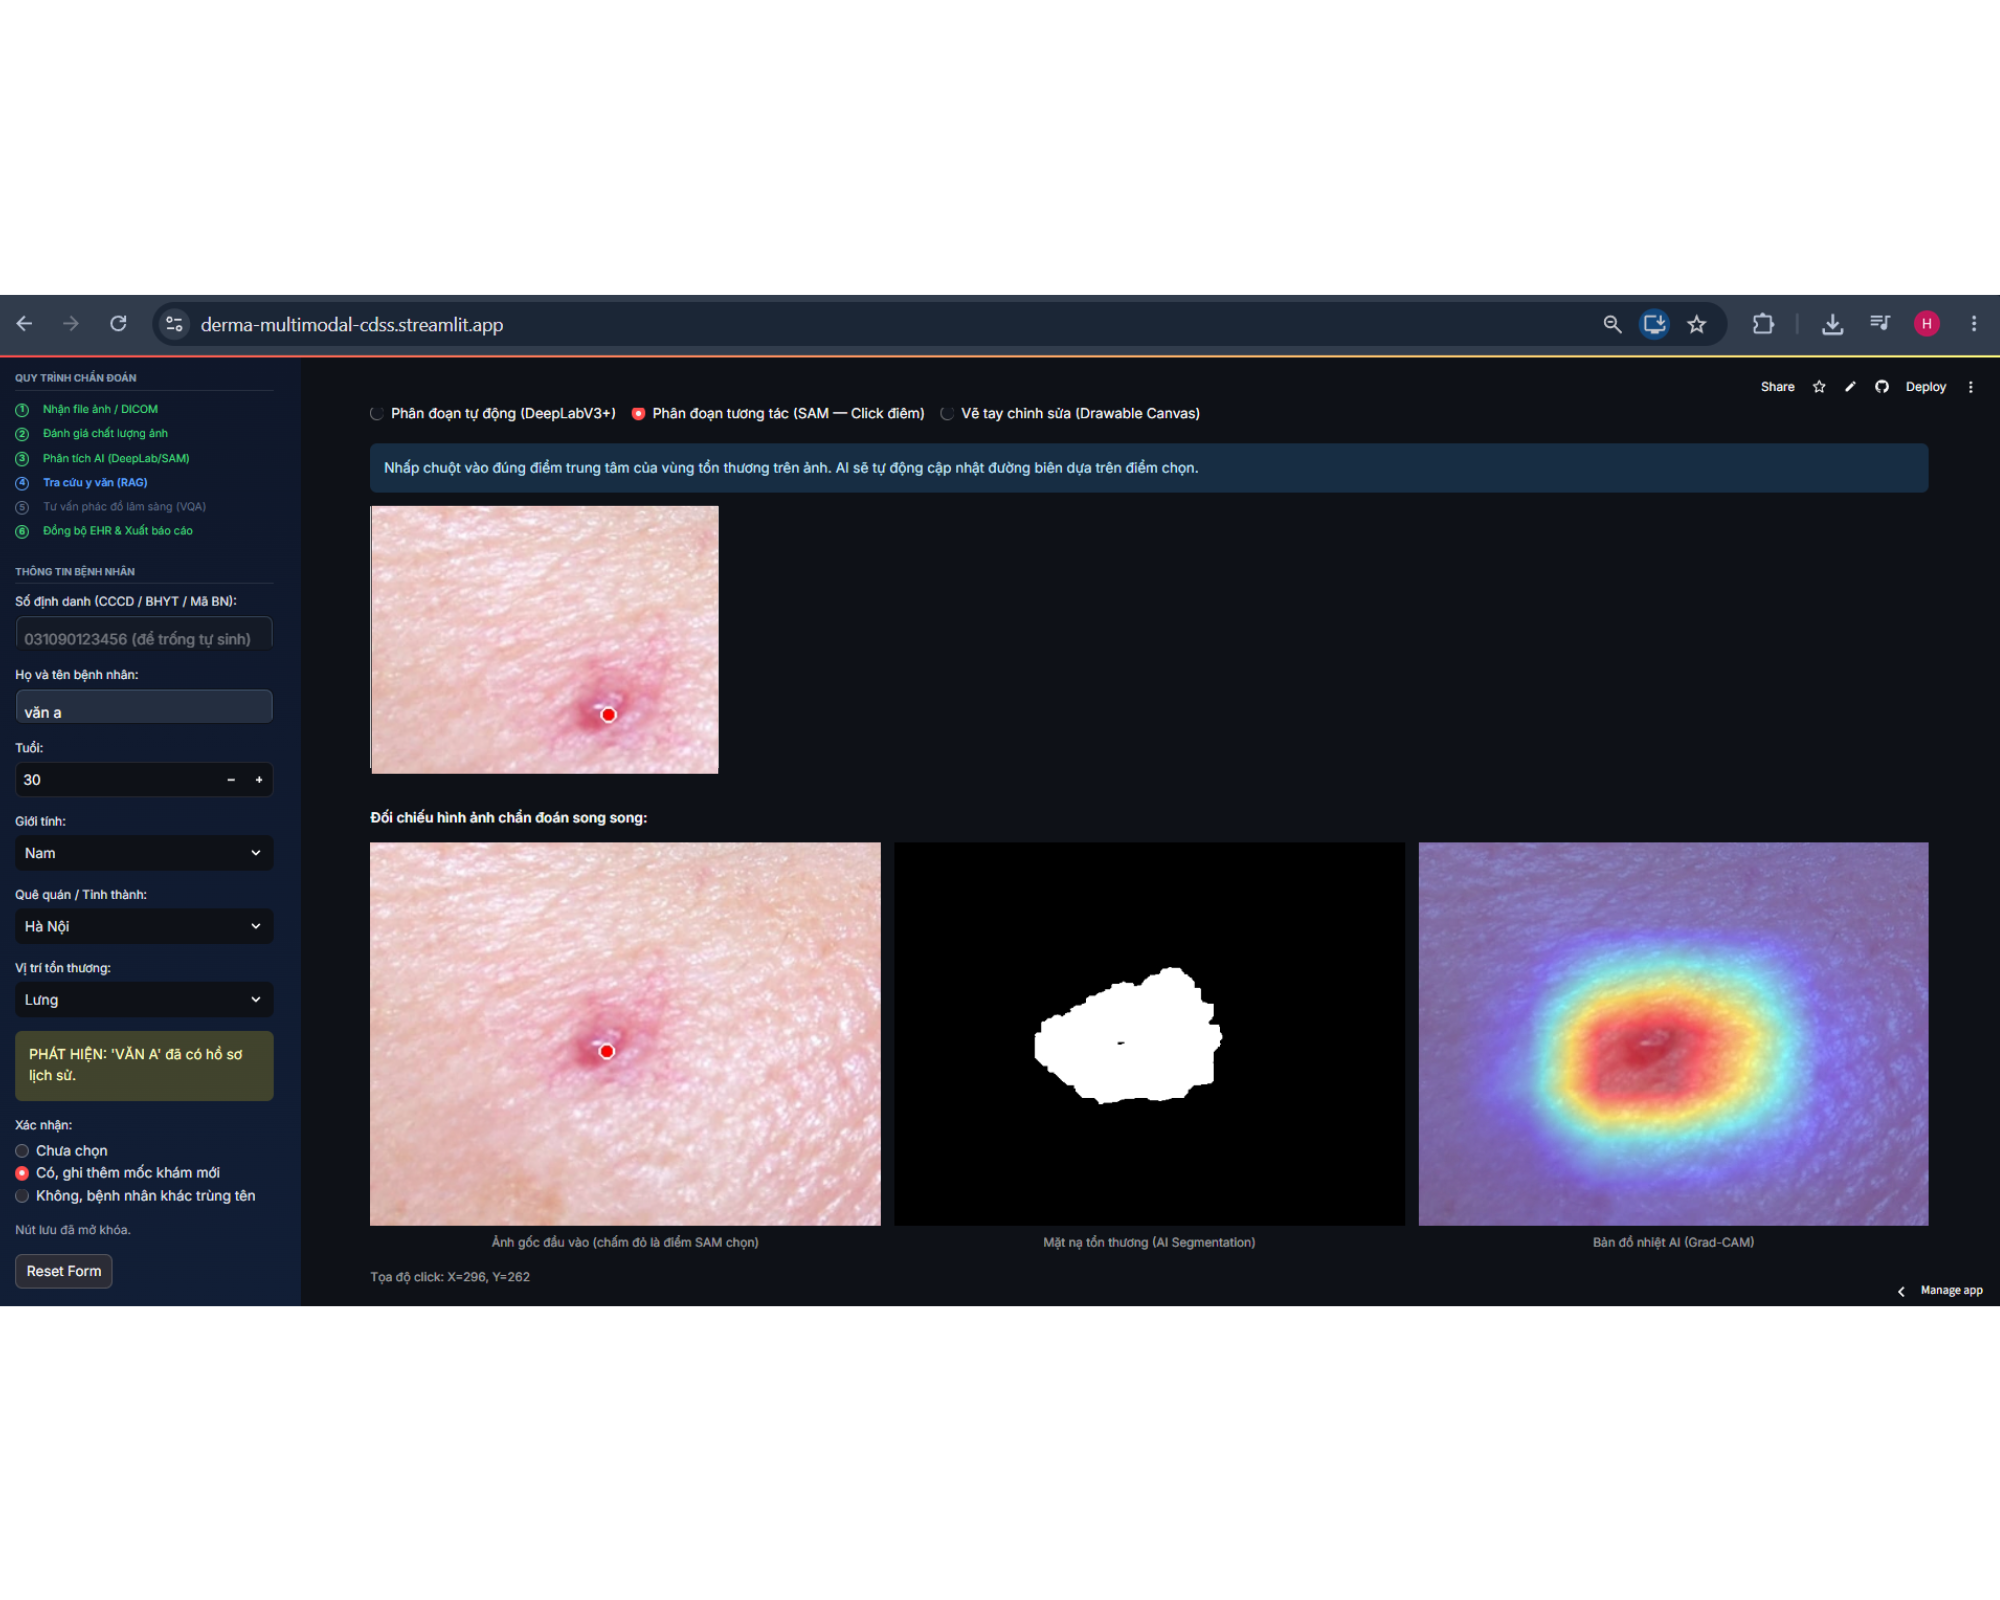 derma-multimodal-cdss.streamlit.app
H
QUY TRÌNH CHẨN ĐOÁN
1 Nhận file ảnh / DICOM
2 Đánh giá chất lượng ảnh
3 Phân tích AI (DeepLab/SAM)
4 Tra cứu y văn (RAG)
5 Tư vấn phác đồ lâm sàng (VQA)
6 Đồng bộ EHR & Xuất báo cáo
THÔNG TIN BỆNH NHÂN
Số định danh (CCCD / BHYT / Mã BN):
031090123456 (để trống tự sinh)
Họ và tên bệnh nhân:
văn a
Tuổi:
30 − +
Giới tính:
Nam
Quê quán / Tỉnh thành:
Hà Nội
Vị trí tổn thương:
Lưng
PHÁT HIỆN: 'VĂN A' đã có hồ sơ
lịch sử.
Xác nhận:
Chưa chọn
Có, ghi thêm mốc khám mới
Không, bệnh nhân khác trùng tên
Nút lưu đã mở khóa.
Reset Form
Share Deploy
Phân đoạn tự động (DeepLabV3+) Phân đoạn tương tác (SAM — Click điểm) Vẽ tay chỉnh sửa (Drawable Canvas)
Nhấp chuột vào đúng điểm trung tâm của vùng tổn thương trên ảnh. AI sẽ tự động cập nhật đường biên dựa trên điểm chọn.
Đối chiếu hình ảnh chẩn đoán song song:
Ảnh gốc đầu vào (chấm đỏ là điểm SAM chọn)
Mặt nạ tổn thương (AI Segmentation)
Bản đồ nhiệt AI (Grad-CAM)
Tọa độ click: X=296, Y=262
Manage app